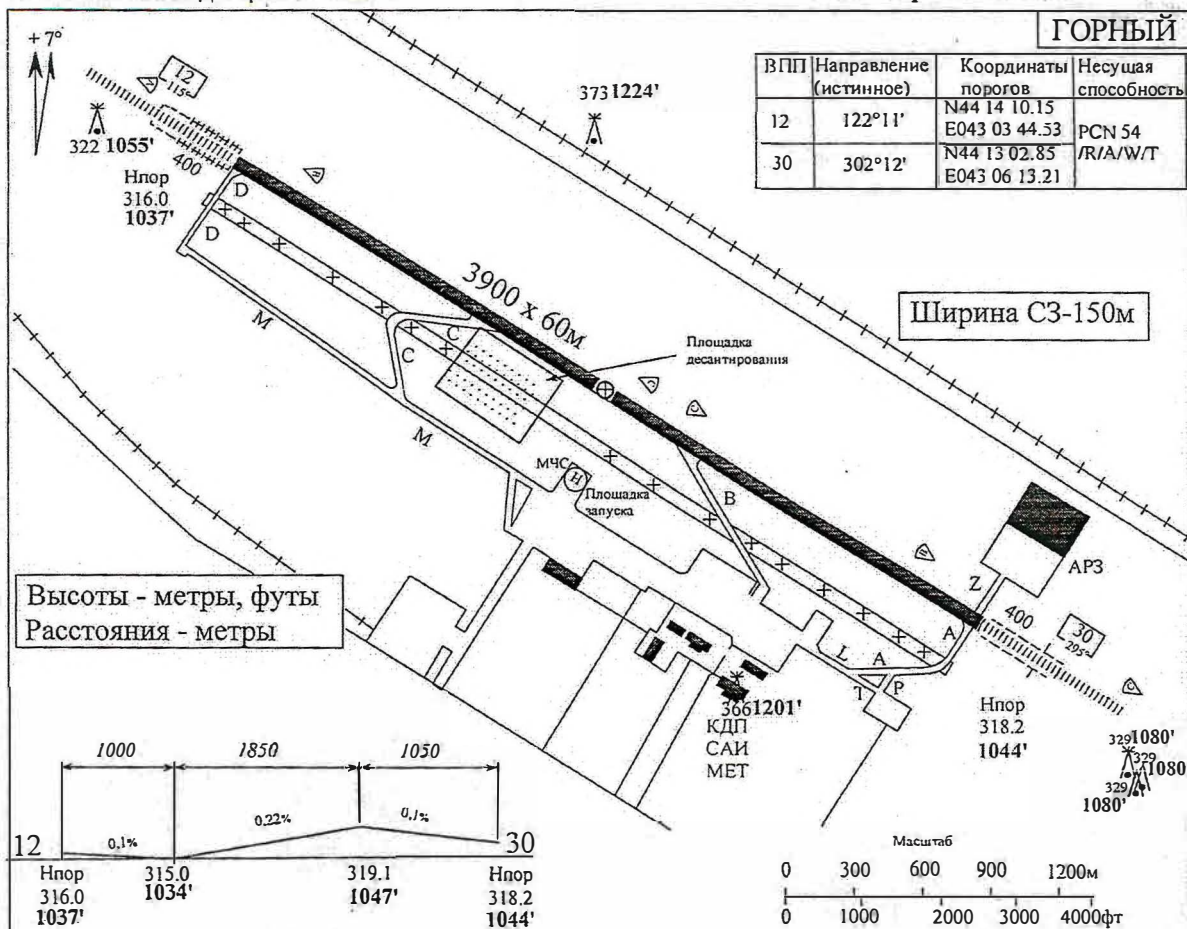 ГОРНЫЙ
+ 7°
ВПП Направление (истинное) Координаты порогов Несущая способность
12 122°11' N44 14 10.15 E043 03 44.53 PCN 54 /R/A/W/T
30 302°12' N44 13 02.85 E043 06 13.21
12
115°
373 1224'
322 1055'
400
Нпор
316.0
1037'
D
D
3900 x 60м
Ширина СЗ-150м
M
C
C
Площадка
десантирования
M
МЧС
H
Площадка
запуска
B
АРЗ
Z
Высоты - метры, футы
Расстояния - метры
400
30
295°
A
L
A
T
P
366 1201'
КДП
САИ
МЕТ
Нпор
318.2
1044'
329 1080'
329
1080
329
1080'
1000 1850 1050
0,1% 0,22% 0,1%
12 30
Нпор 315.0 319.1 Нпор
316.0 1034' 1047' 318.2
1037' 1044'
Масштаб
0 300 600 900 1200м
0 1000 2000 3000 4000фт